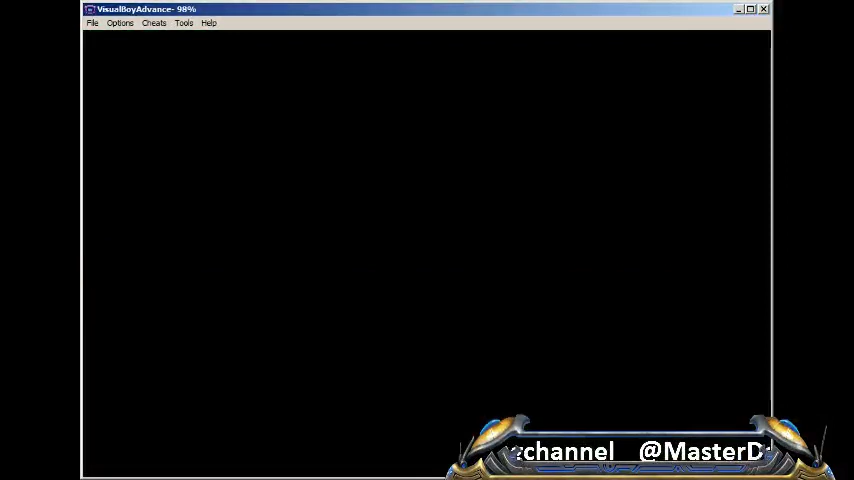 VisualBoyAdvance- 98%
File Options Cheats Tools Help
channel @MasterD